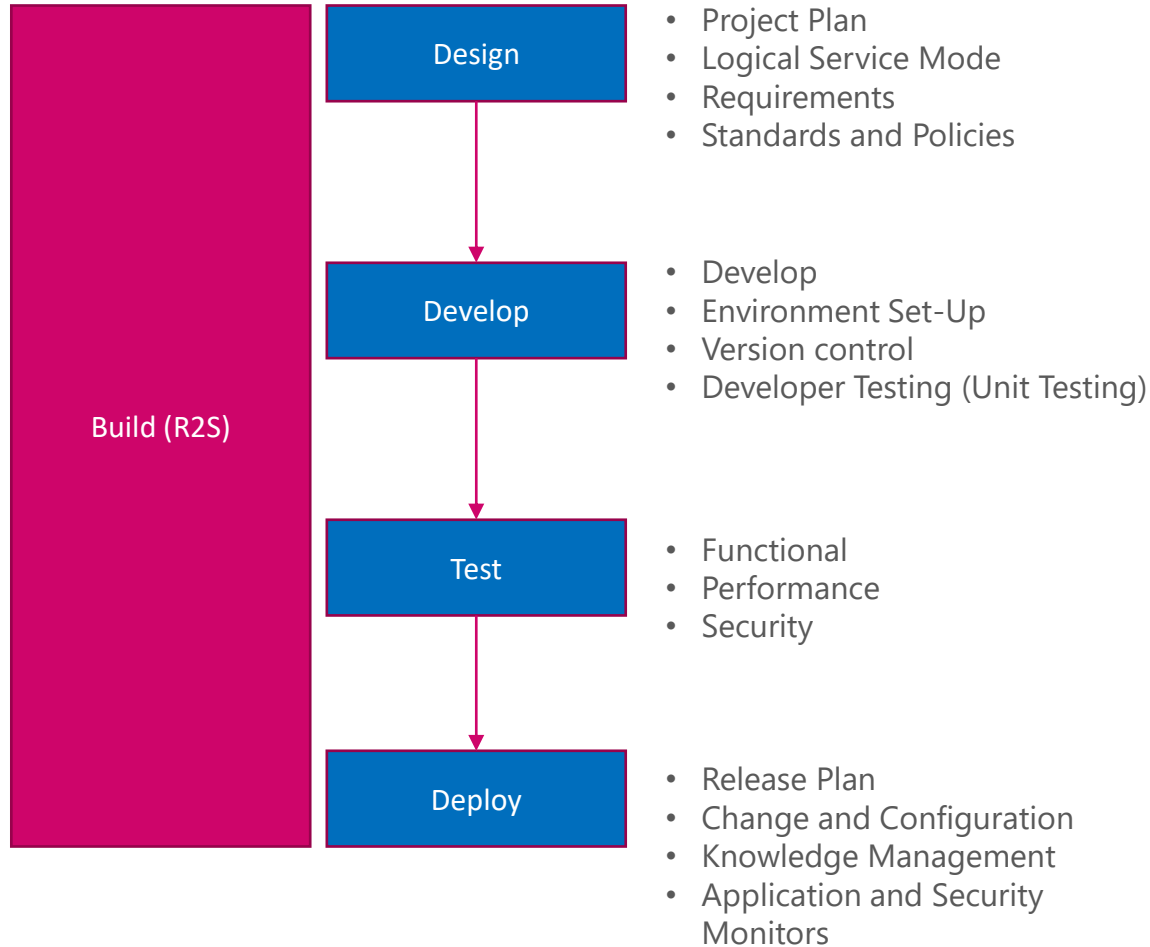 Build (R2S)
Design
• Project Plan
• Logical Service Mode
• Requirements
• Standards and Policies
Develop
• Develop
• Environment Set-Up
• Version control
• Developer Testing (Unit Testing)
Test
• Functional
• Performance
• Security
Deploy
• Release Plan
• Change and Configuration
• Knowledge Management
• Application and Security
Monitors